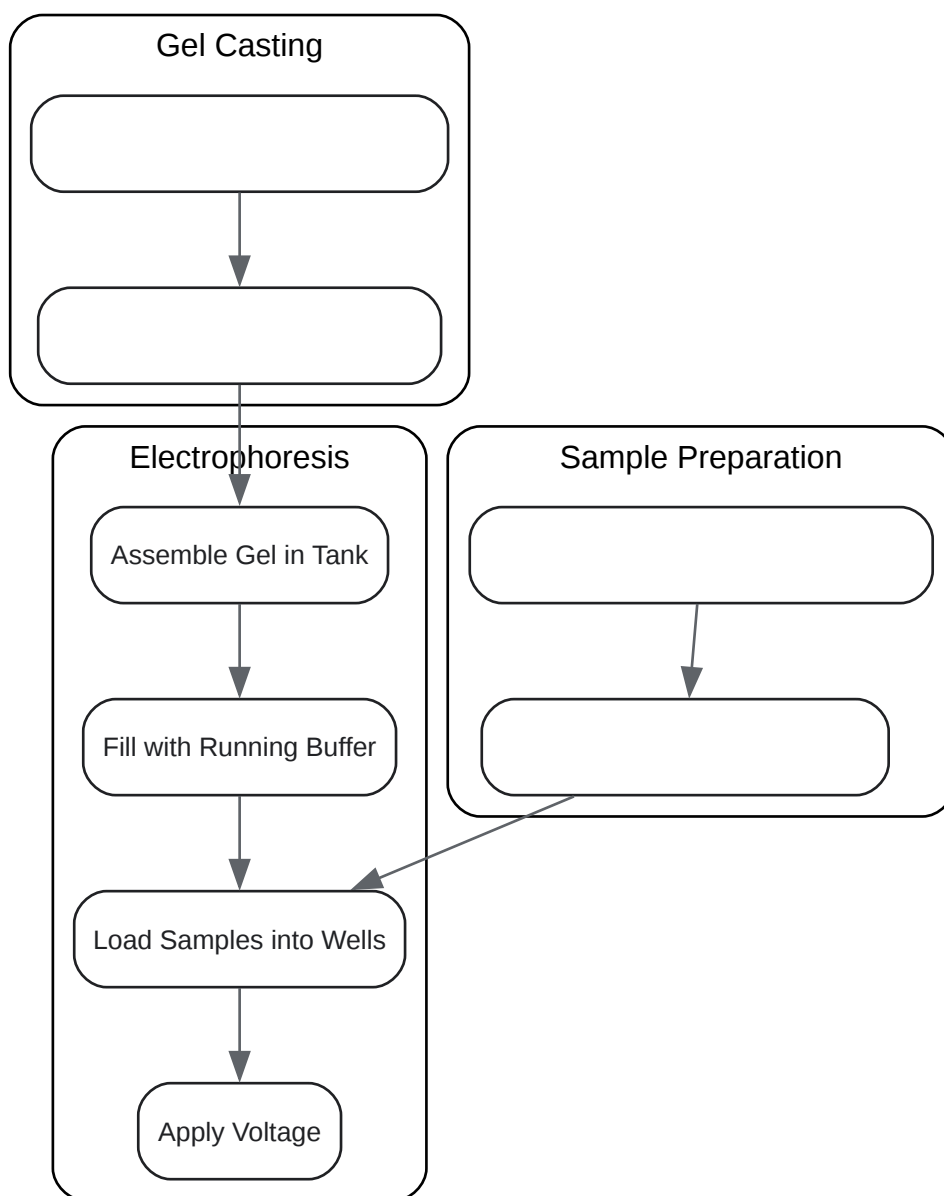 Gel Casting
Electrophoresis
Sample Preparation
Assemble Gel in Tank
Fill with Running Buffer
Load Samples into Wells
Apply Voltage